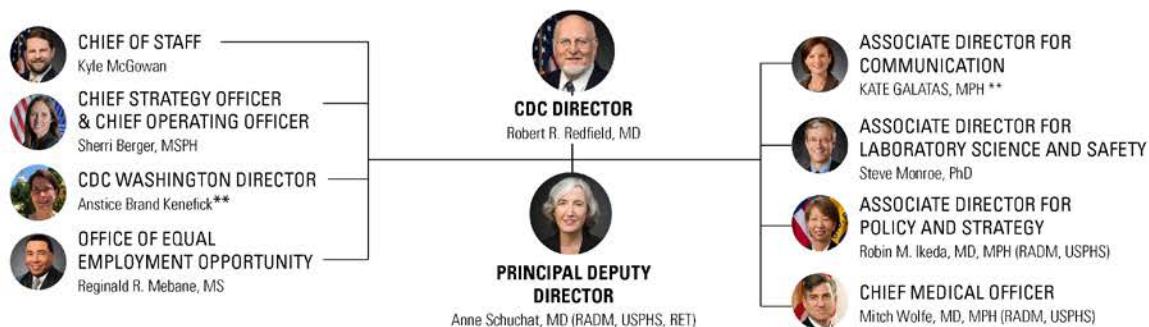 CHIEF OF STAFF
Kyle McGowan
CHIEF STRATEGY OFFICER
& CHIEF OPERATING OFFICER
Sherri Berger, MSPH
CDC WASHINGTON DIRECTOR
Anstice Brand Kenefick**
OFFICE OF EQUAL
EMPLOYMENT OPPORTUNITY
Reginald R. Mebane, MS
CDC DIRECTOR
Robert R. Redfield, MD
PRINCIPAL DEPUTY
DIRECTOR
Anne Schuchat, MD (RADM, USPHS, RET)
ASSOCIATE DIRECTOR FOR
COMMUNICATION
KATE GALATAS, MPH **
ASSOCIATE DIRECTOR FOR
LABORATORY SCIENCE AND SAFETY
Steve Monroe, PhD
ASSOCIATE DIRECTOR FOR
POLICY AND STRATEGY
Robin M. Ikeda, MD, MPH (RADM, USPHS)
CHIEF MEDICAL OFFICER
Mitch Wolfe, MD, MPH (RADM, USPHS)